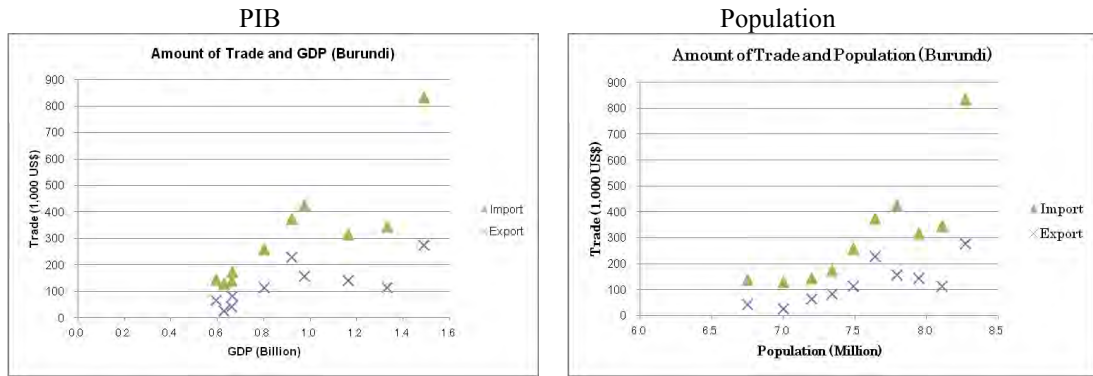 PIB
Amount of Trade and GDP (Burundi)
Trade (1,000 US$)
900
800
700
600
500
400
300
200
100
0
0.0 0.2 0.4 0.6 0.8 1.0 1.2 1.4 1.6
GDP (Billion)
Import
Export
Population
Amount of Trade and Population (Burundi)
Trade (1,000 US$)
900
800
700
600
500
400
300
200
100
0
6.0 6.5 7.0 7.5 8.0 8.5
Population (Million)
Import
Export